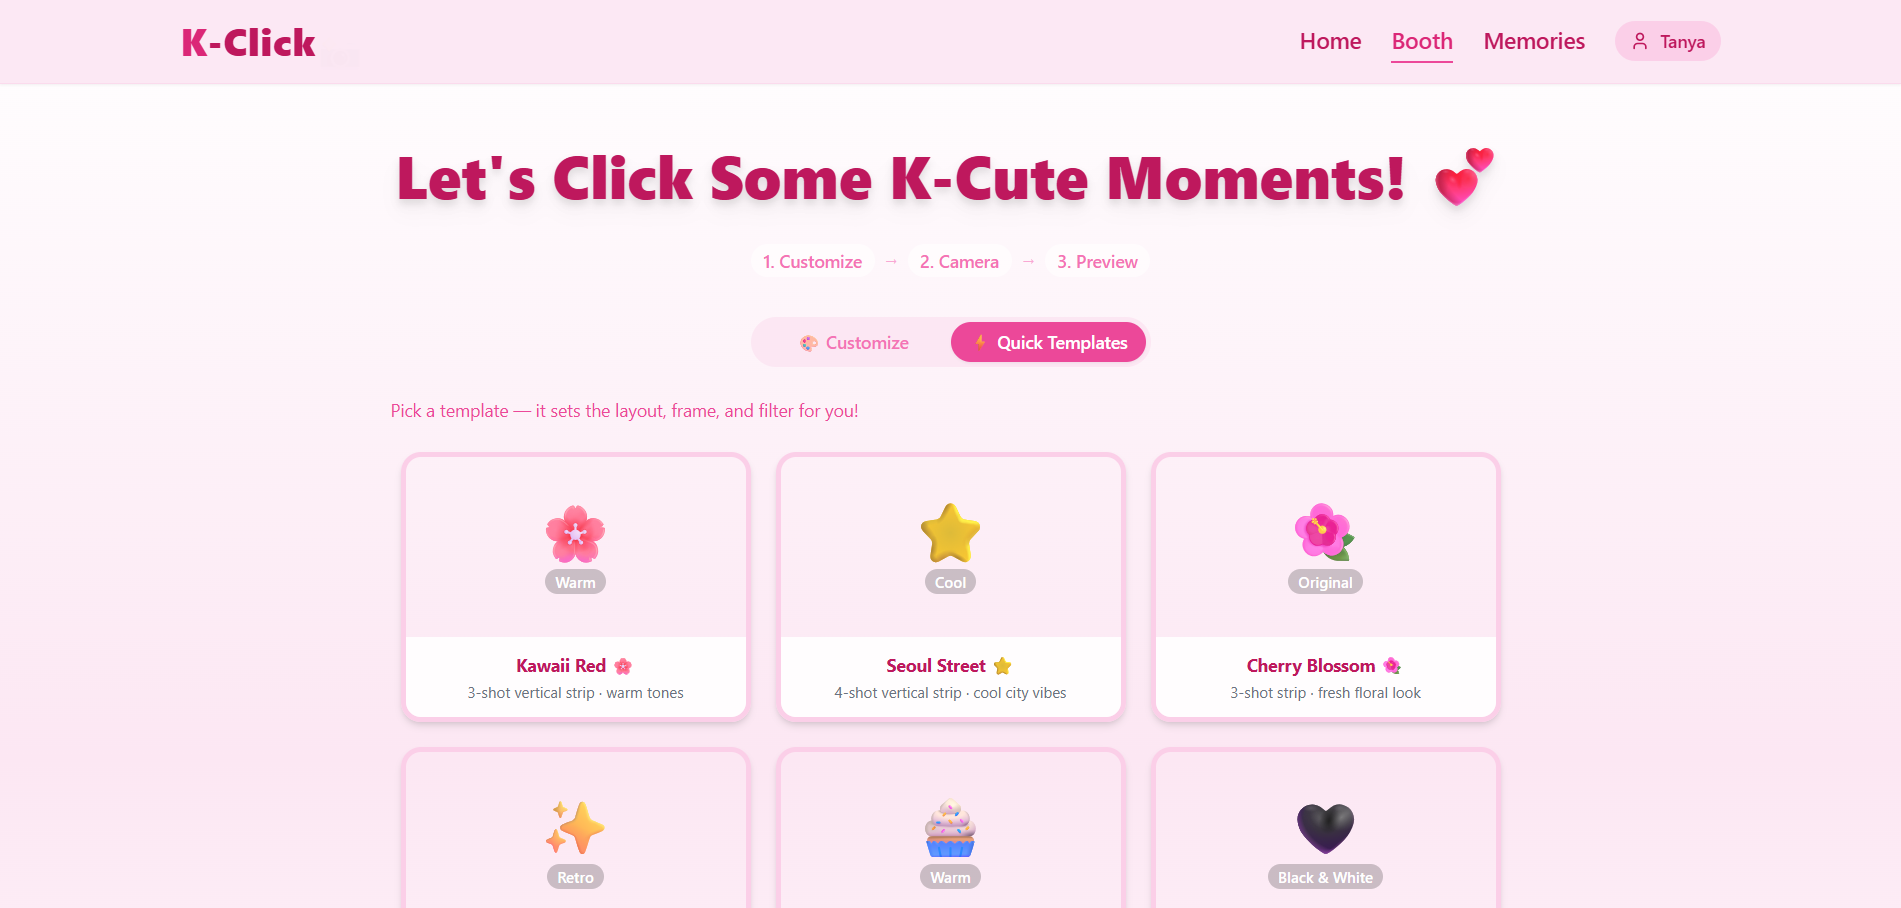 K-Click
Home Booth Memories Tanya
Let's Click Some K-Cute Moments! 💕
1. Customize → 2. Camera → 3. Preview
🎨 Customize ⚡ Quick Templates
Pick a template — it sets the layout, frame, and filter for you!
Warm
Kawaii Red 🌸
3-shot vertical strip · warm tones
Cool
Seoul Street ⭐
4-shot vertical strip · cool city vibes
Original
Cherry Blossom 🌺
3-shot strip · fresh floral look
Retro
Warm
Black & White